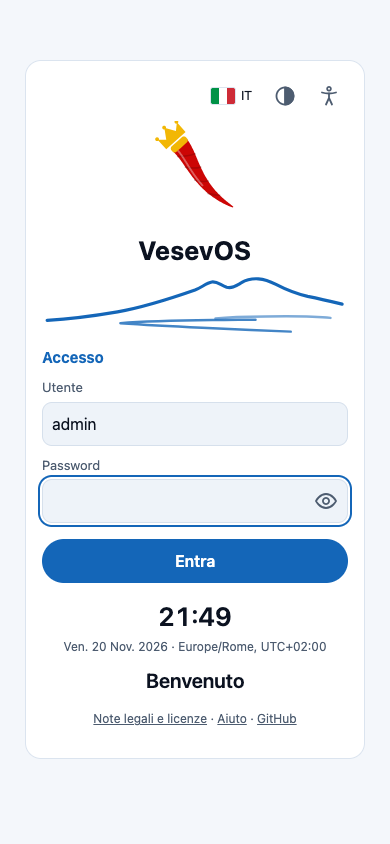 IT
VesevOS
Accesso
Utente
admin
Password
Entra
21:49
Ven. 20 Nov. 2026 · Europe/Rome, UTC+02:00
Benvenuto
Note legali e licenze · Aiuto · GitHub